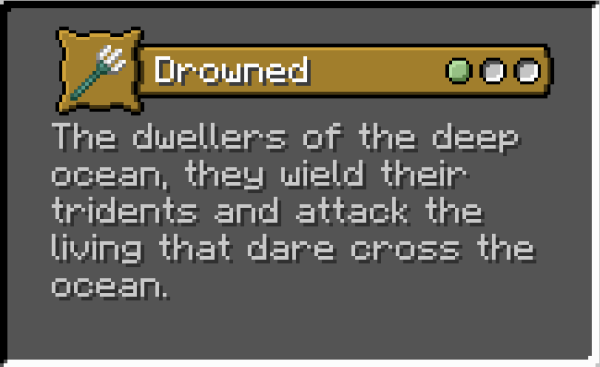 Drowned
The dwellers of the deep
ocean, they wield their
tridents and attack the
living that dare cross the
ocean.